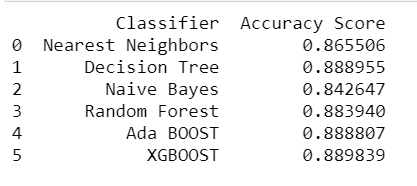 Classifier Accuracy Score
0 Nearest Neighbors 0.865506
1 Decision Tree 0.888955
2 Naive Bayes 0.842647
3 Random Forest 0.883940
4 Ada BOOST 0.888807
5 XGBOOST 0.889839